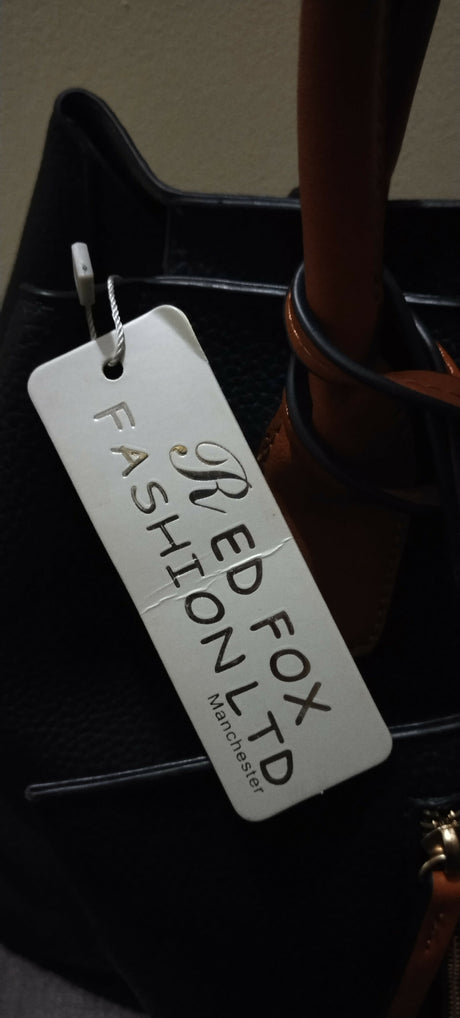 RED FOX
FASHION LTD
Manchester